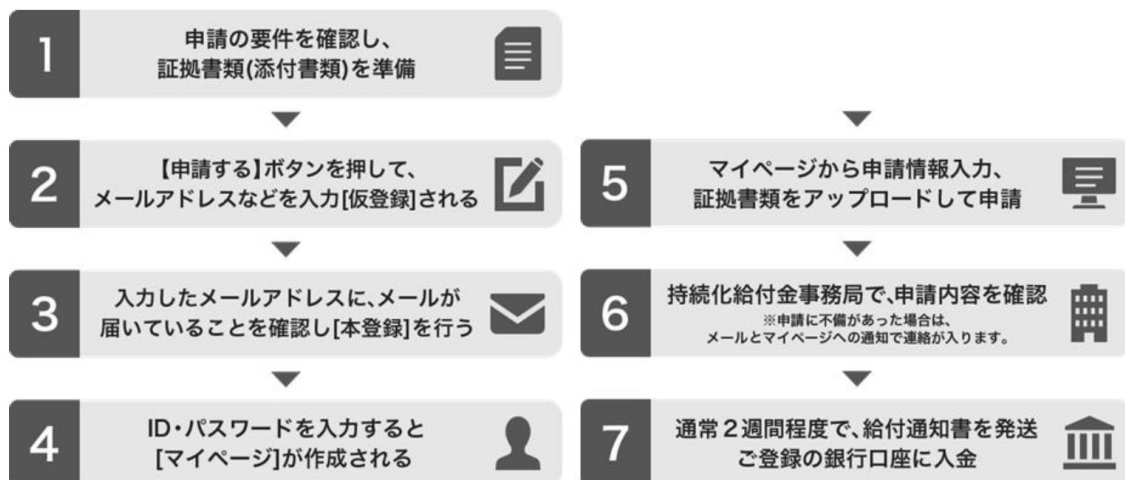 1
申請の要件を確認し、
証拠書類(添付書類)を準備
2
【申請する】ボタンを押して、
メールアドレスなどを入力[仮登録]される
3
入力したメールアドレスに、メールが
届いていることを確認し[本登録]を行う
4
ID・パスワードを入力すると
[マイページ]が作成される
5
マイページから申請情報入力、
証拠書類をアップロードして申請
6
持続化給付金事務局で、申請内容を確認
※申請に不備があった場合は、
メールとマイページへの通知で連絡が入ります。
7
通常2週間程度で、給付通知書を発送
ご登録の銀行口座に入金